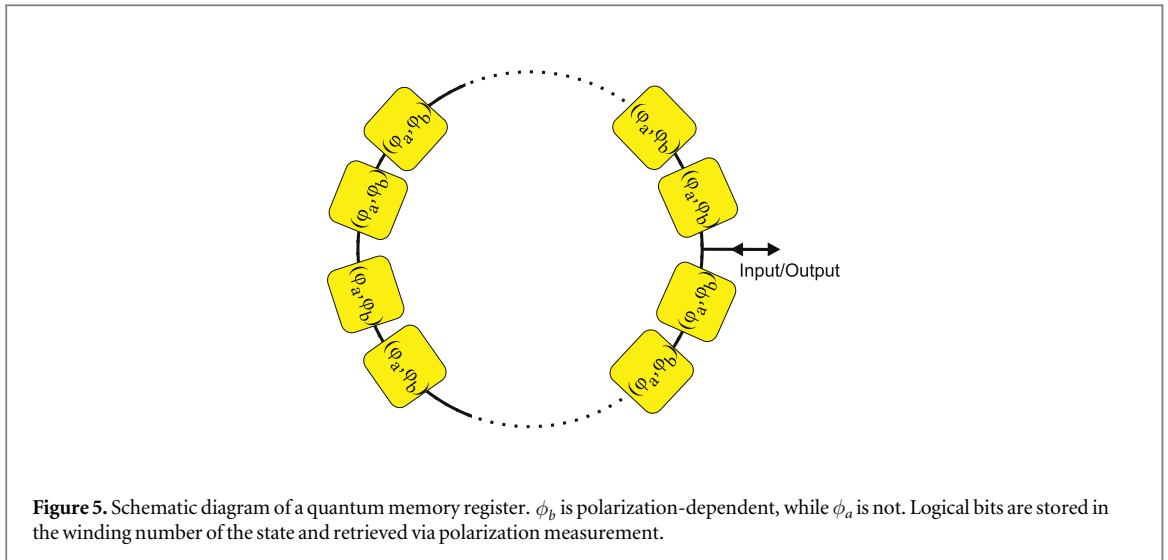 (φa,φb)
(φa,φb)
(φa,φb)
(φa,φb)
(φa,φb)
(φa,φb)
(φa,φb)
(φa,φb)
Input/Output
Figure 5. Schematic diagram of a quantum memory register. ϕb is polarization-dependent, while ϕa is not. Logical bits are stored in
the winding number of the state and retrieved via polarization measurement.